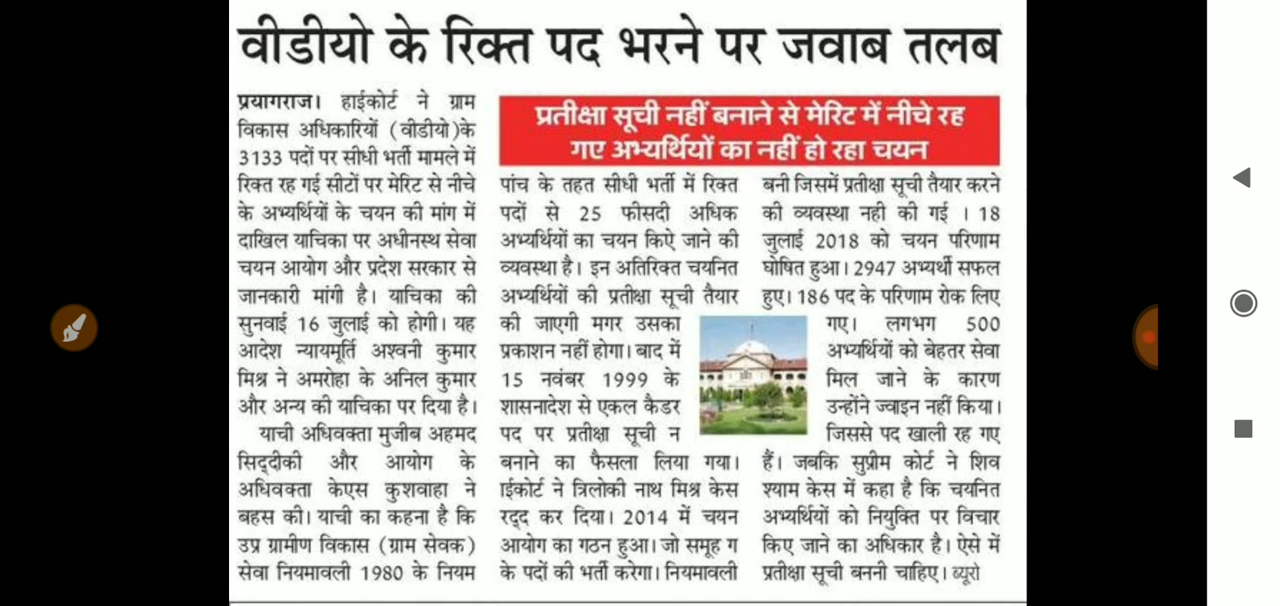 वीडीयो के रिक्त पद भरने पर जवाब तलब
प्रतीक्षा सूची नहीं बनाने से मेरिट में नीचे रह
गए अभ्यर्थियों का नहीं हो रहा चयन
प्रयागराज। हाईकोर्ट ने ग्राम
विकास अधिकारियों (वीडीयो)के
3133 पदों पर सीधी भर्ती मामले में
रिक्त रह गई सीटों पर मेरिट से नीचे
के अभ्यर्थियों के चयन की मांग में
दाखिल याचिका पर अधीनस्थ सेवा
चयन आयोग और प्रदेश सरकार से
जानकारी मांगी है। याचिका की
सुनवाई 16 जुलाई को होगी। यह
आदेश न्यायमूर्ति अश्वनी कुमार
मिश्र ने अमरोहा के अनिल कुमार
और अन्य की याचिका पर दिया है।
याची अधिवक्ता मुजीब अहमद
सिद्दीकी और आयोग के
अधिवक्ता केएस कुशवाहा ने
बहस की। याची का कहना है कि
उप्र ग्रामीण विकास (ग्राम सेवक)
सेवा नियमावली 1980 के नियम
पांच के तहत सीधी भर्ती में रिक्त
पदों से 25 फीसदी अधिक
अभ्यर्थियों का चयन किऐ जाने की
व्यवस्था है। इन अतिरिक्त चयनित
अभ्यर्थियों की प्रतीक्षा सूची तैयार
की जाएगी मगर उसका
प्रकाशन नहीं होगा। बाद में
15 नवंबर 1999 के
शासनादेश से एकल कैडर
पद पर प्रतीक्षा सूची न
बनाने का फैसला लिया गया।
ाईकोर्ट ने त्रिलोकी नाथ मिश्र केस
रद्द कर दिया। 2014 में चयन
आयोग का गठन हुआ। जो समूह ग
के पदों की भर्ती करेगा। नियमावली
बनी जिसमें प्रतीक्षा सूची तैयार करने
की व्यवस्था नही की गई । 18
जुलाई 2018 को चयन परिणाम
घोषित हुआ। 2947 अभ्यर्थी सफल
हुए। 186 पद के परिणाम रोक लिए
गए। लगभग 500
अभ्यर्थियों को बेहतर सेवा
मिल जाने के कारण
उन्होंने ज्वाइन नहीं किया।
जिससे पद खाली रह गए
हैं। जबकि सुप्रीम कोर्ट ने शिव
श्याम केस में कहा है कि चयनित
अभ्यर्थियों को नियुक्ति पर विचार
किए जाने का अधिकार है। ऐसे में
प्रतीक्षा सूची बननी चाहिए। ब्यूरो